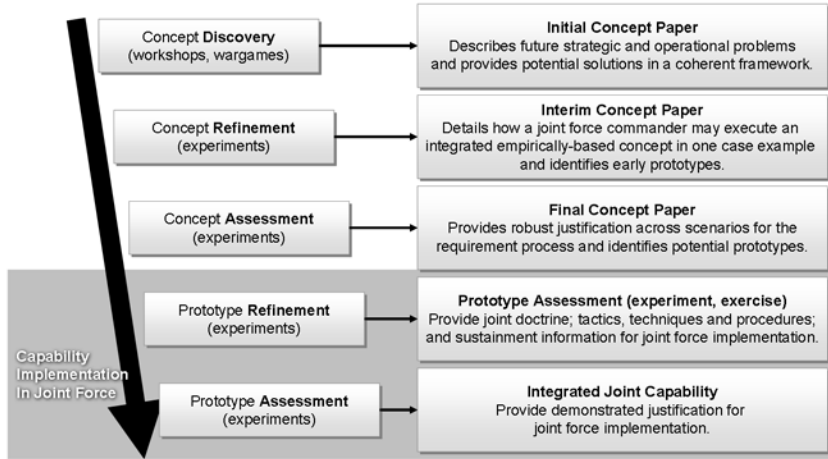 Concept Discovery
(workshops, wargames)
Initial Concept Paper
Describes future strategic and operational problems
and provides potential solutions in a coherent framework.
Concept Refinement
(experiments)
Interim Concept Paper
Details how a joint force commander may execute an
integrated empirically-based concept in one case example
and identifies early prototypes.
Concept Assessment
(experiments)
Final Concept Paper
Provides robust justification across scenarios for the
requirement process and identifies potential prototypes.
Prototype Refinement
(experiments)
Prototype Assessment (experiment, exercise)
Provide joint doctrine; tactics, techniques and procedures;
and sustainment information for joint force implementation.
Capability
Implementation
In Joint Force
Prototype Assessment
(experiments)
Integrated Joint Capability
Provide demonstrated justification for
joint force implementation.